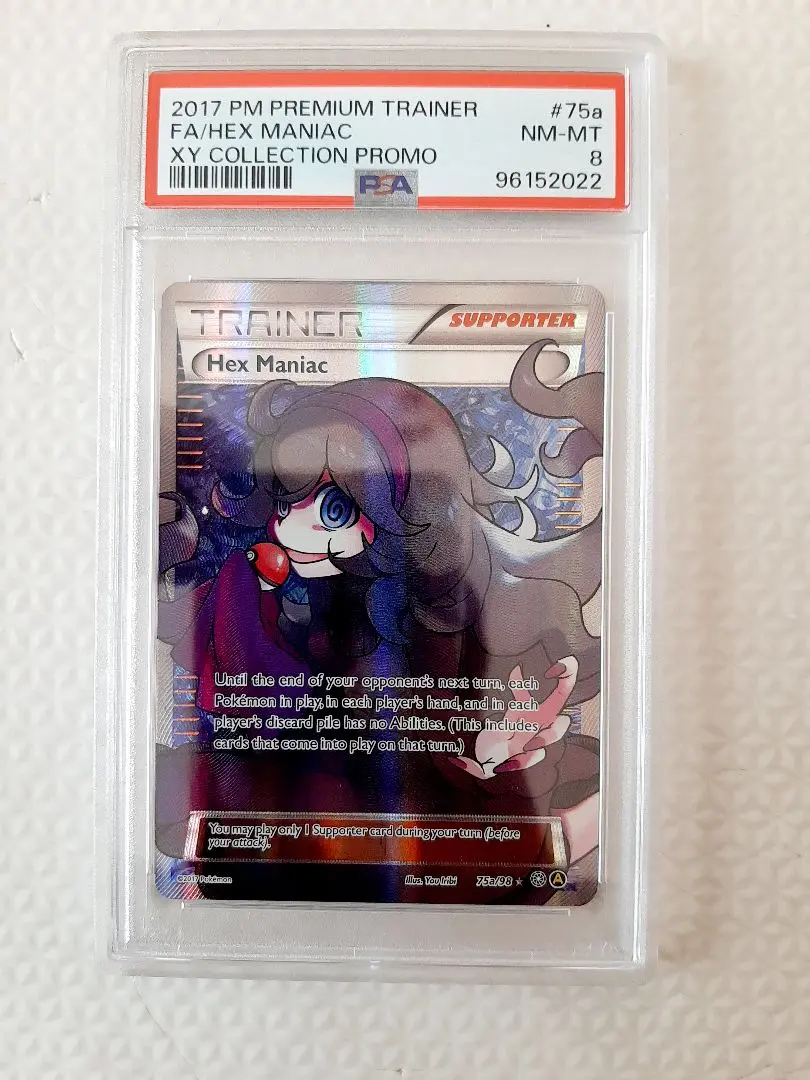 2017 PM PREMIUM TRAINER #75a
FA/HEX MANIAC NM-MT
XY COLLECTION PROMO 8
PSA 96152022
TRAINER SUPPORTER
Hex Maniac
Until the end of your opponent's next turn, each
Pokémon in play, in each player's hand, and in each
player's discard pile has no Abilities. (This includes
cards that come into play on that turn.)
You may play only 1 Supporter card during your turn (before
your attack).
©2017 Pokémon Illus. You Iribi 75a/98 ★ A